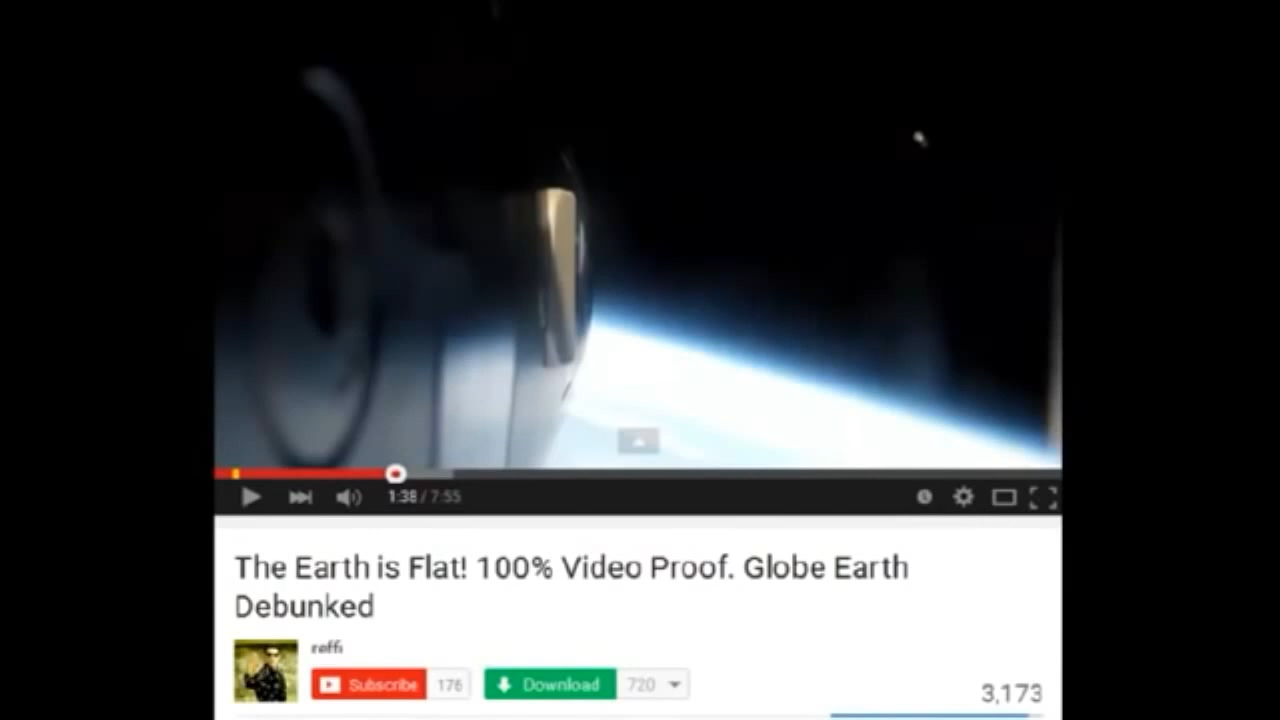 1:38 / 7:55
The Earth is Flat! 100% Video Proof. Globe Earth
Debunked
reffi
Subscribe 176 Download 720
3,173